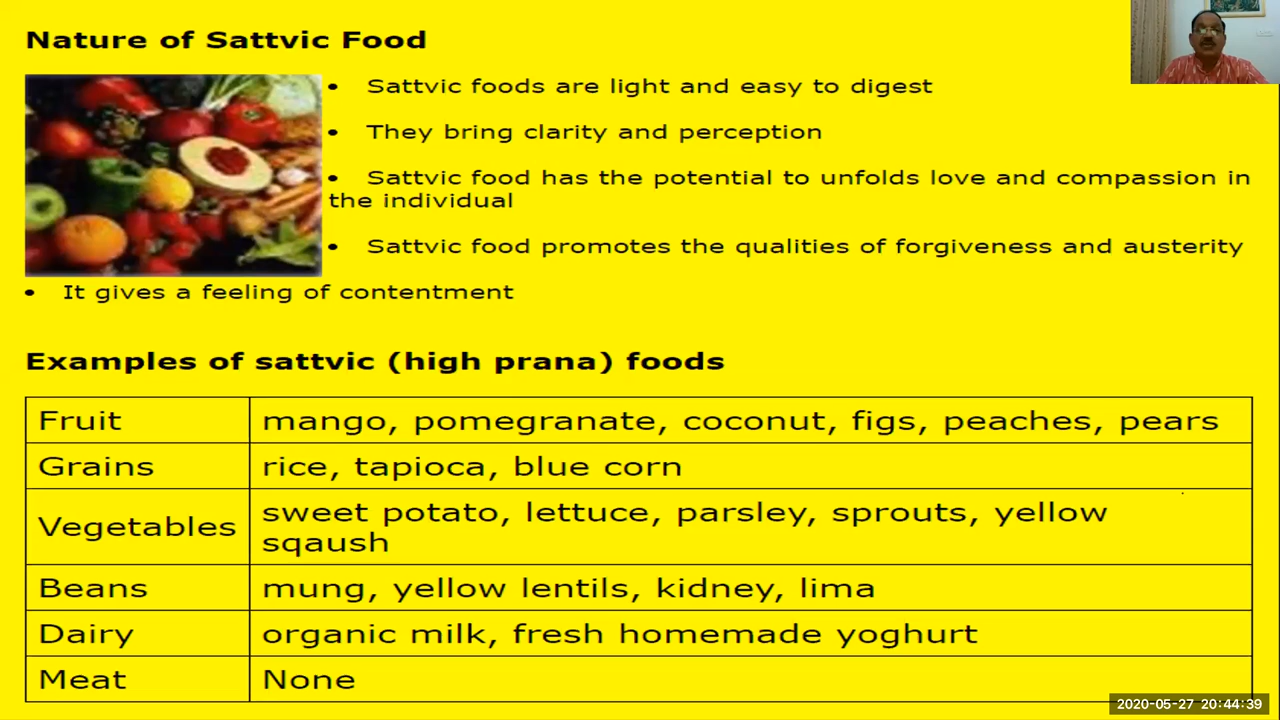 Nature of Sattvic Food
• Sattvic foods are light and easy to digest
• They bring clarity and perception
• Sattvic food has the potential to unfolds love and compassion in
the individual
• Sattvic food promotes the qualities of forgiveness and austerity
• It gives a feeling of contentment
Examples of sattvic (high prana) foods
Fruit mango, pomegranate, coconut, figs, peaches, pears
Grains rice, tapioca, blue corn
Vegetables sweet potato, lettuce, parsley, sprouts, yellow
sqaush
Beans mung, yellow lentils, kidney, lima
Dairy organic milk, fresh homemade yoghurt
Meat None
2020-05-27 20:44:39